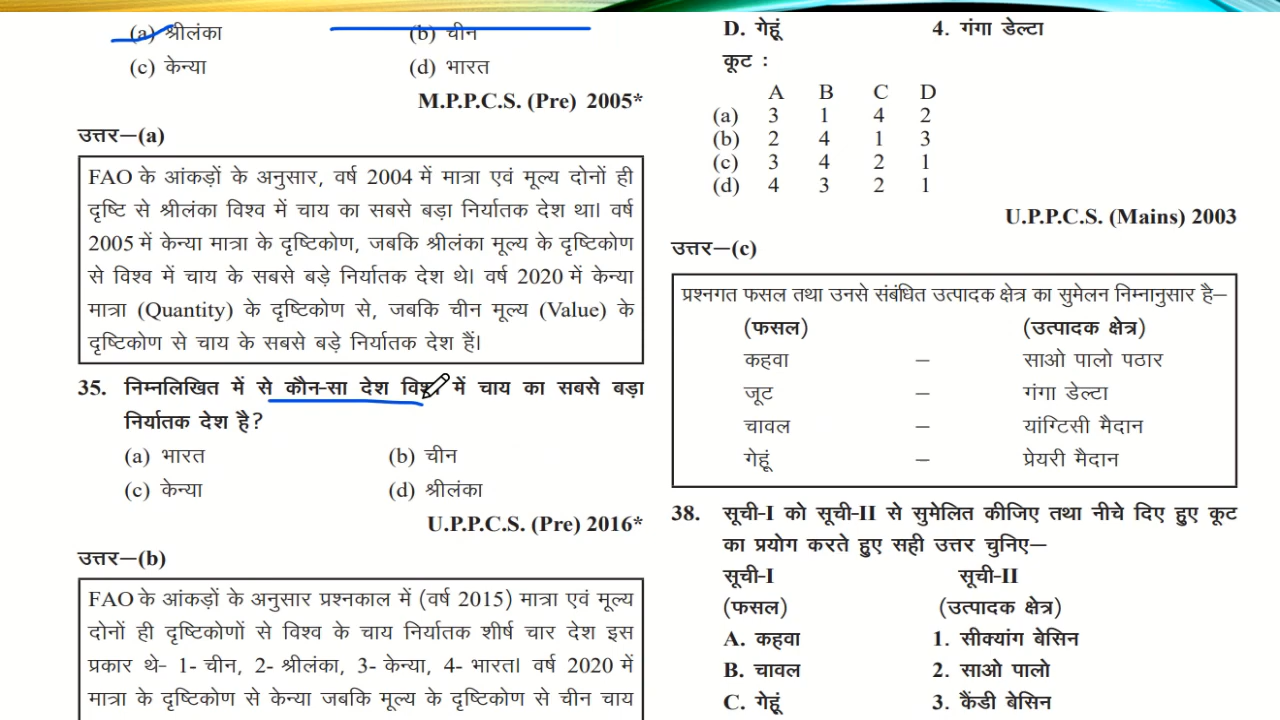 (a) श्रीलंका (b) चीन
(c) केन्या (d) भारत
M.P.P.C.S. (Pre) 2005*
उत्तर–(a)
FAO के आंकड़ों के अनुसार, वर्ष 2004 में मात्रा एवं मूल्य दोनों ही
दृष्टि से श्रीलंका विश्व में चाय का सबसे बड़ा निर्यातक देश था। वर्ष
2005 में केन्या मात्रा के दृष्टिकोण, जबकि श्रीलंका मूल्य के दृष्टिकोण
से विश्व में चाय के सबसे बड़े निर्यातक देश थे। वर्ष 2020 में केन्या
मात्रा (Quantity) के दृष्टिकोण से, जबकि चीन मूल्य (Value) के
दृष्टिकोण से चाय के सबसे बड़े निर्यातक देश हैं।
35. निम्नलिखित में से कौन-सा देश विश्व में चाय का सबसे बड़ा
निर्यातक देश है?
(a) भारत (b) चीन
(c) केन्या (d) श्रीलंका
U.P.P.C.S. (Pre) 2016*
उत्तर–(b)
FAO के आंकड़ों के अनुसार प्रश्नकाल में (वर्ष 2015) मात्रा एवं मूल्य
दोनों ही दृष्टिकोणों से विश्व के चाय निर्यातक शीर्ष चार देश इस
प्रकार थे- 1- चीन, 2- श्रीलंका, 3- केन्या, 4- भारत। वर्ष 2020 में
मात्रा के दृष्टिकोण से केन्या जबकि मूल्य के दृष्टिकोण से चीन चाय
D. गेहूं 4. गंगा डेल्टा
कूट :
A B C D
(a) 3 1 4 2
(b) 2 4 1 3
(c) 3 4 2 1
(d) 4 3 2 1
U.P.P.C.S. (Mains) 2003
उत्तर–(c)
प्रश्नगत फसल तथा उनसे संबंधित उत्पादक क्षेत्र का सुमेलन निम्नानुसार है–
(फसल) (उत्पादक क्षेत्र)
कहवा – साओ पालो पठार
जूट – गंगा डेल्टा
चावल – यांग्टिसी मैदान
गेहूं – प्रेयरी मैदान
38. सूची-I को सूची-II से सुमेलित कीजिए तथा नीचे दिए हुए कूट
का प्रयोग करते हुए सही उत्तर चुनिए–
सूची-I सूची-II
(फसल) (उत्पादक क्षेत्र)
A. कहवा 1. सीक्यांग बेसिन
B. चावल 2. साओ पालो
C. गेहूं 3. कैंडी बेसिन